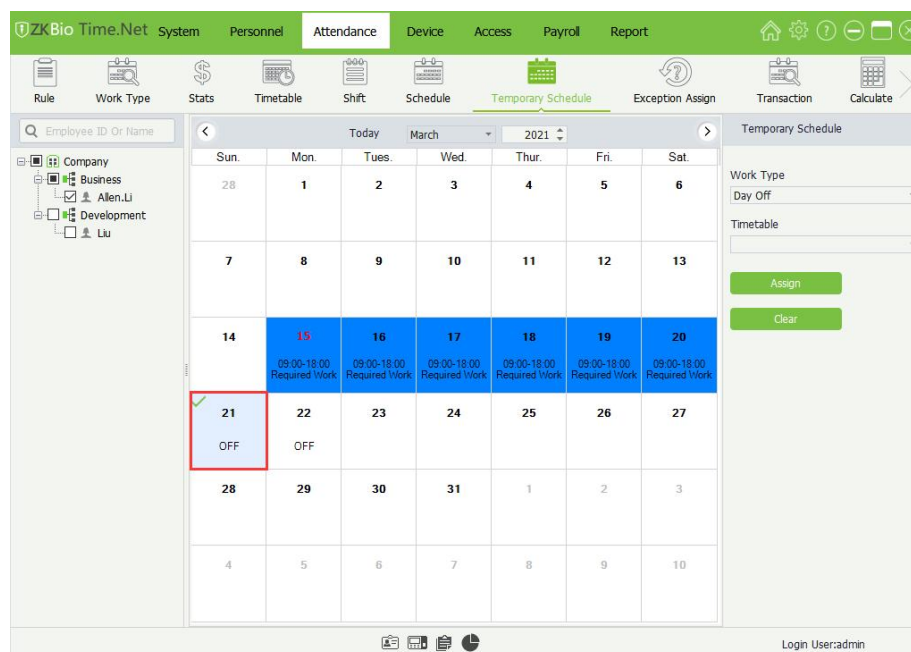 ZKBio Time.Net System Personnel Attendance Device Access Payroll Report
Rule Work Type Stats Timetable Shift Schedule Temporary Schedule Exception Assign Transaction Calculate
Employee ID Or Name
Company
Business
Allen.Li
Development
Liu
Today March 2021
Sun. Mon. Tues. Wed. Thur. Fri. Sat.
28 1 2 3 4 5 6
7 8 9 10 11 12 13
14 15 16 17 18 19 20
09:00-18:00 09:00-18:00 09:00-18:00 09:00-18:00 09:00-18:00 09:00-18:00
Required Work Required Work Required Work Required Work Required Work Required Work
21 22 23 24 25 26 27
OFF OFF
28 29 30 31 1 2 3
4 5 6 7 8 9 10
Temporary Schedule
Work Type
Day Off
Timetable
Assign
Clear
Login User:admin